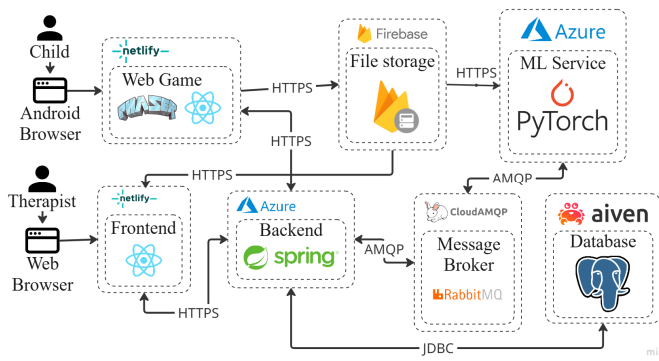 Child
Android
Browser
netlify
Web Game
PHASER
HTTPS
HTTPS
Firebase
File storage
HTTPS
Azure
ML Service
PyTorch
AMQP
HTTPS
Therapist
Web
Browser
netlify
Frontend
HTTPS
Azure
Backend
spring
AMQP
CloudAMQP
Message
Broker
RabbitMQ
aiven
Database
JDBC
mi